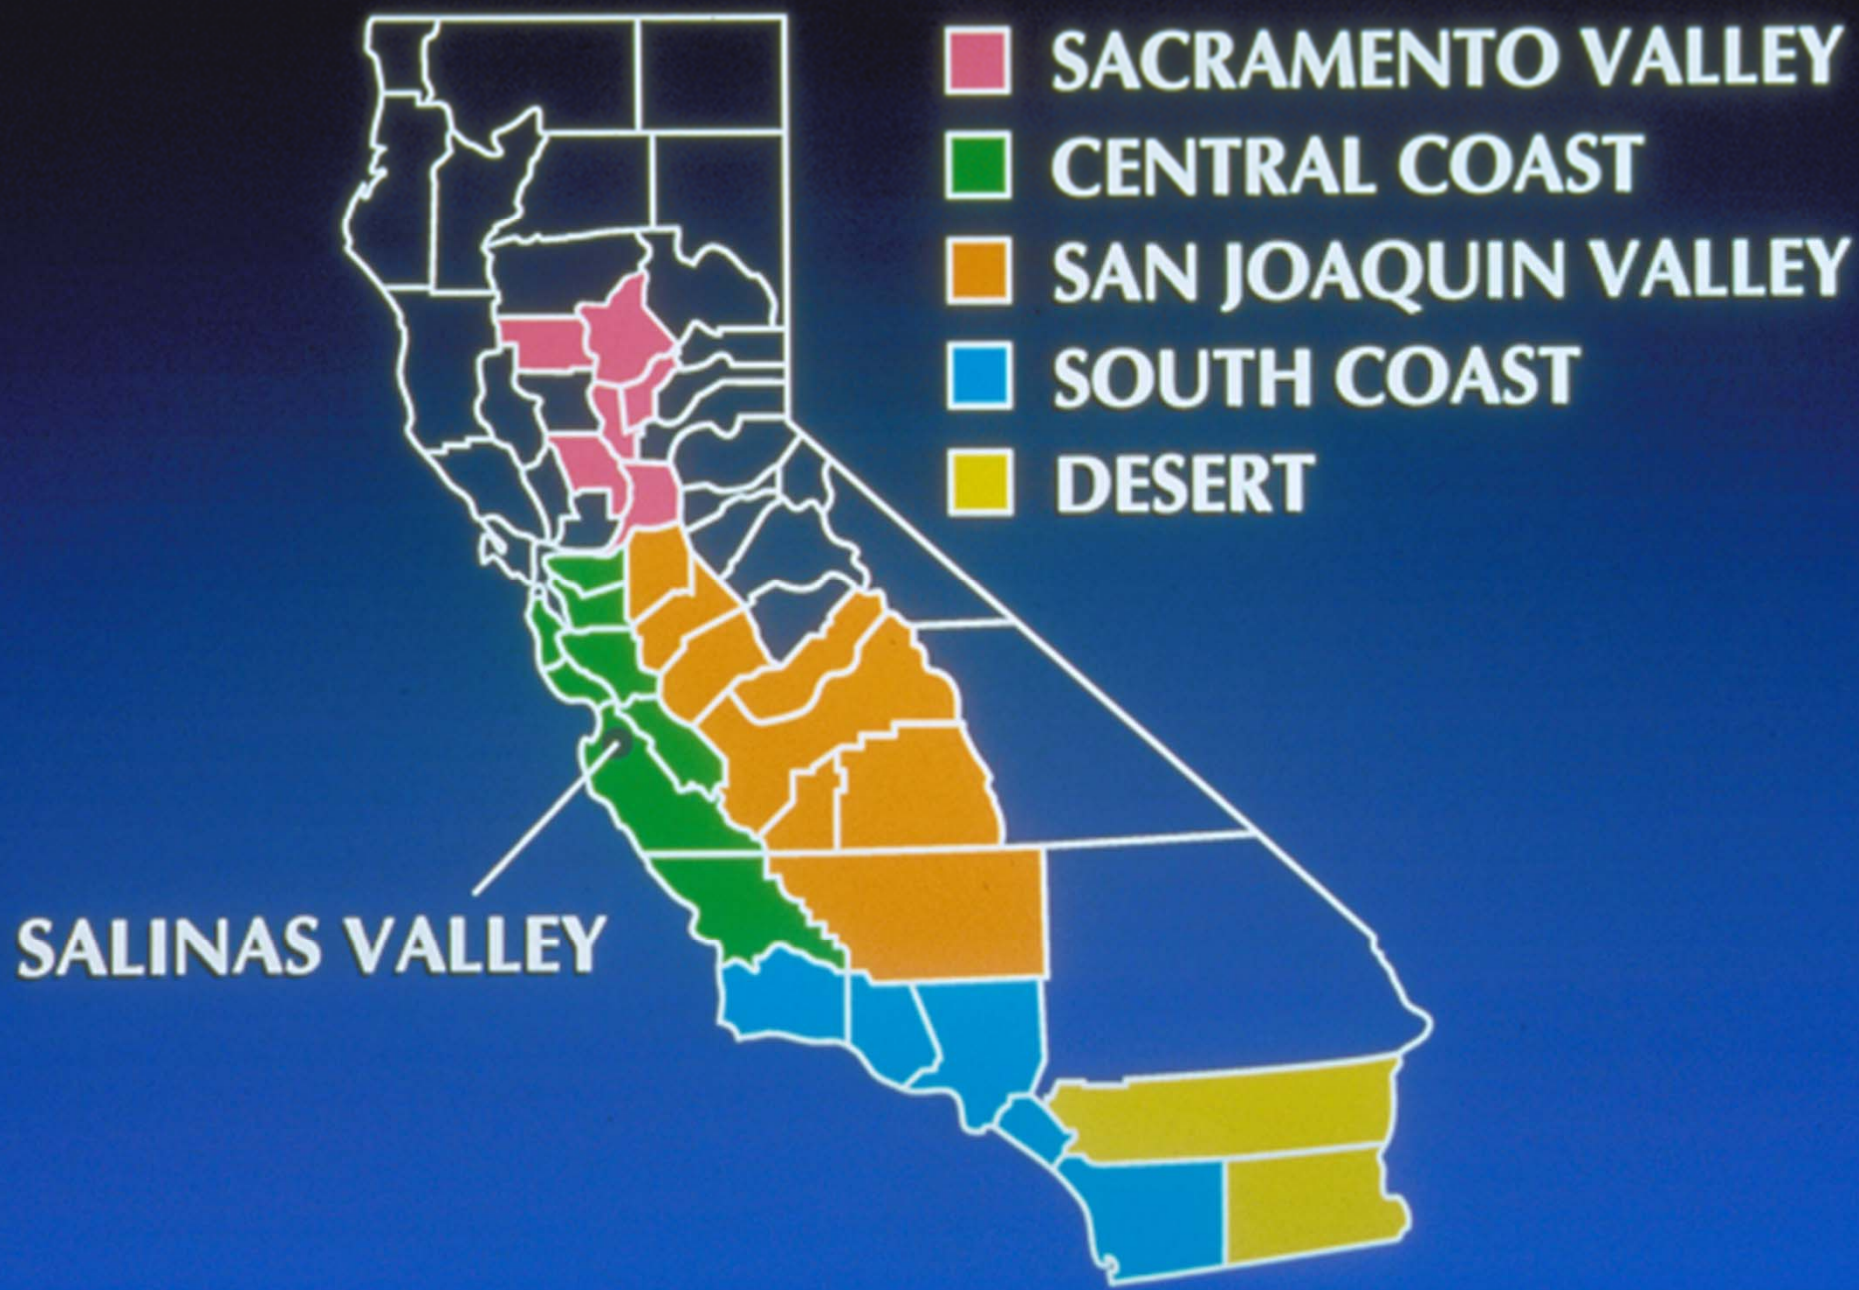 SACRAMENTO VALLEY
CENTRAL COAST
SAN JOAQUIN VALLEY
SOUTH COAST
DESERT
SALINAS VALLEY